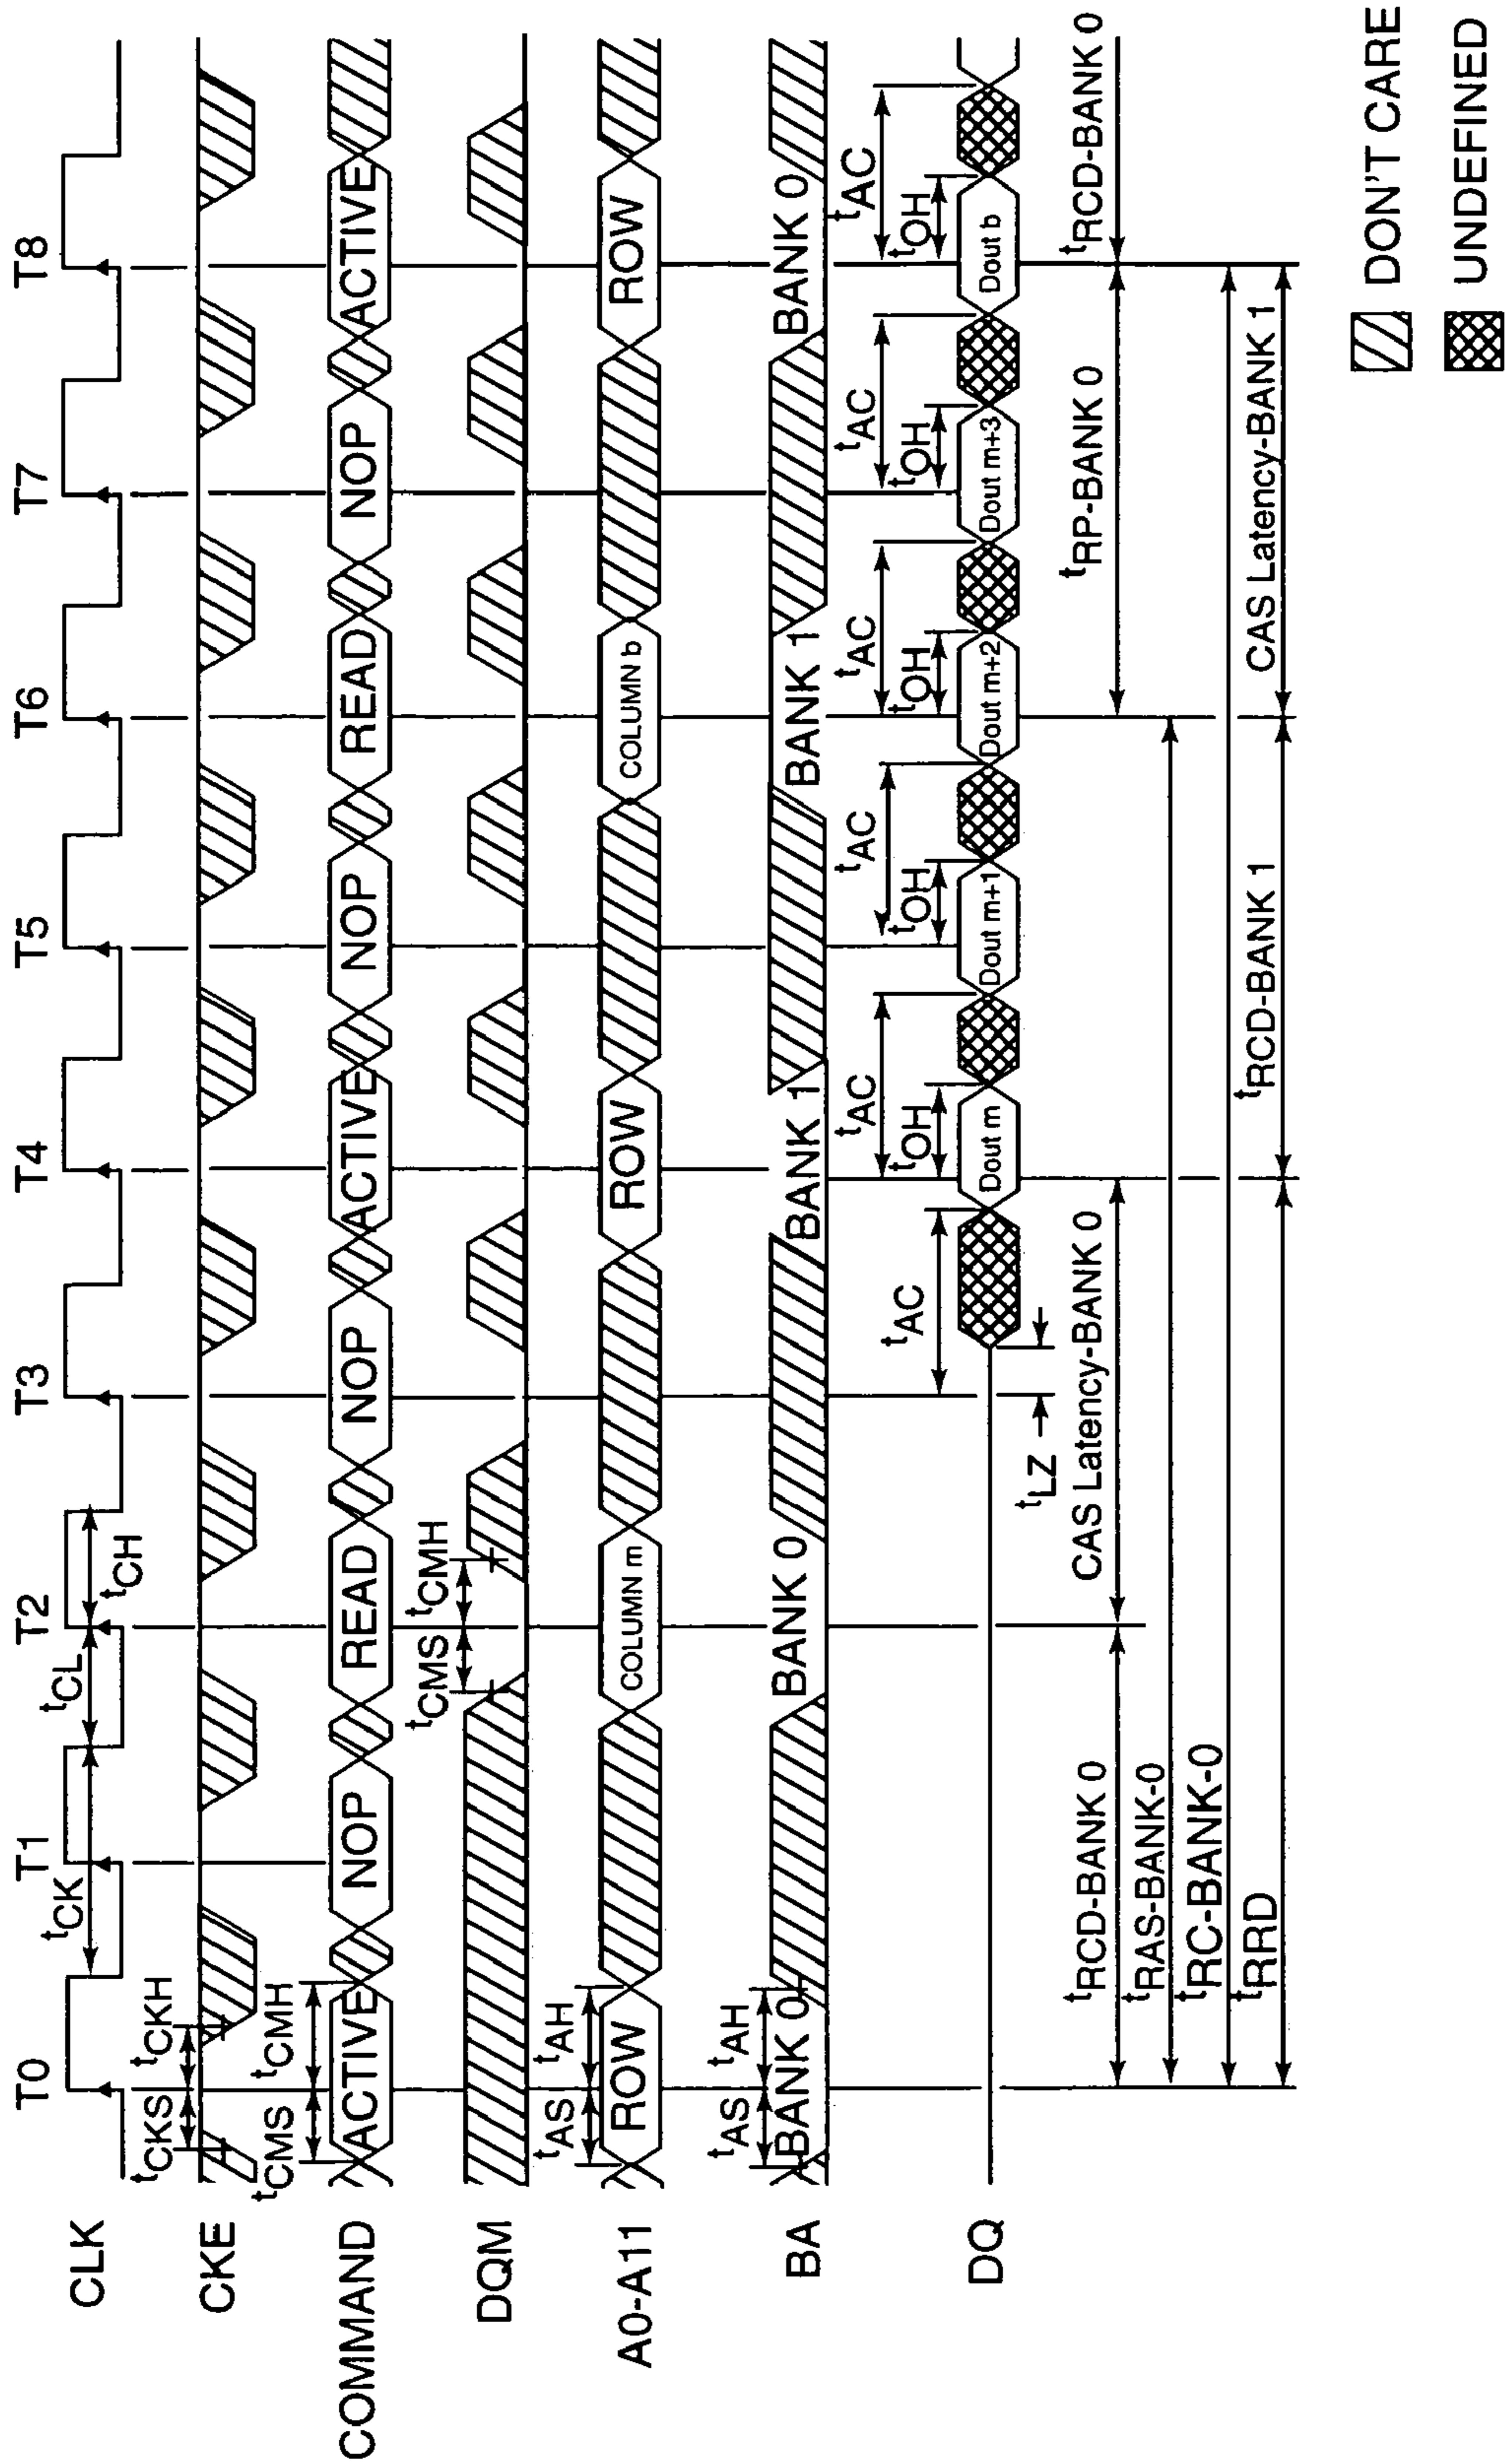 T0 T1 T2 T3 T4 T5 T6 T7 T8
CLK
tCK tCL tCH
CKE
tCKS tCKH
COMMAND
tCMS tCMH
ACTIVE NOP READ NOP ACTIVE NOP READ NOP ACTIVE
DQM
tCMS tCMH
A0-A11
tAS tAH
ROW COLUMN m ROW COLUMN b ROW
BA
tAS tAH
BANK 0 BANK 0 BANK 1 BANK 1 BANK 0
tAC tAC tAC tAC tAC tAC
tOH tOH tOH tOH tOH
DQ
Dout m Dout m+1 Dout m+2 Dout m+3 Dout b
tLZ
tRCD-BANK 0 CAS Latency-BANK 0 tRP-BANK 0 tRCD-BANK 0
tRAS-BANK-0
tRC-BANK-0
tRRD tRCD-BANK 1 CAS Latency-BANK 1
DON'T CARE
UNDEFINED